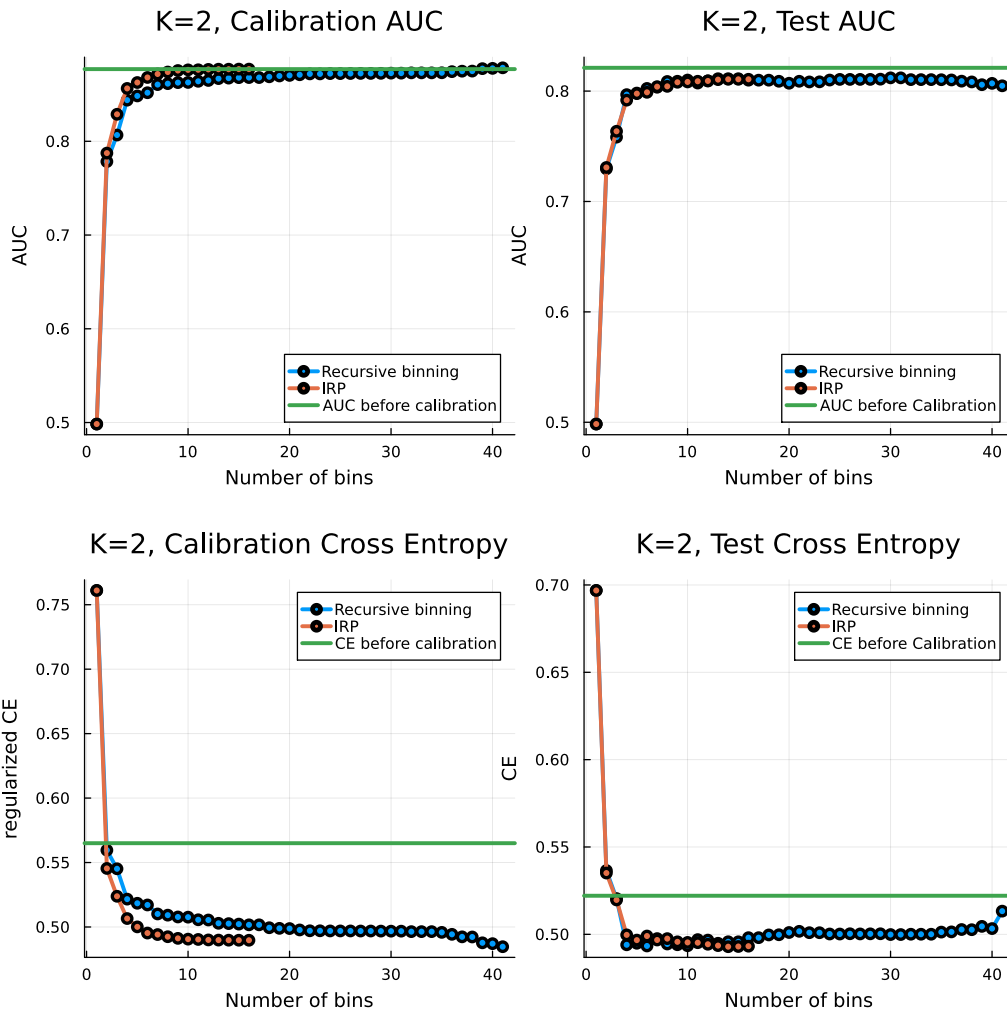 K=2, Calibration AUC
AUC
0.8
0.7
0.6
0.5
0
10
20
30
40
Number of bins
Recursive binning
IRP
AUC before calibration
K=2, Test AUC
AUC
0.8
0.7
0.6
0.5
0
10
20
30
40
Number of bins
Recursive binning
IRP
AUC before Calibration
K=2, Calibration Cross Entropy
regularized CE
0.75
0.70
0.65
0.60
0.55
0.50
0
10
20
30
40
Number of bins
Recursive binning
IRP
CE before calibration
K=2, Test Cross Entropy
CE
0.70
0.65
0.60
0.55
0.50
0
10
20
30
40
Number of bins
Recursive binning
IRP
CE before Calibration